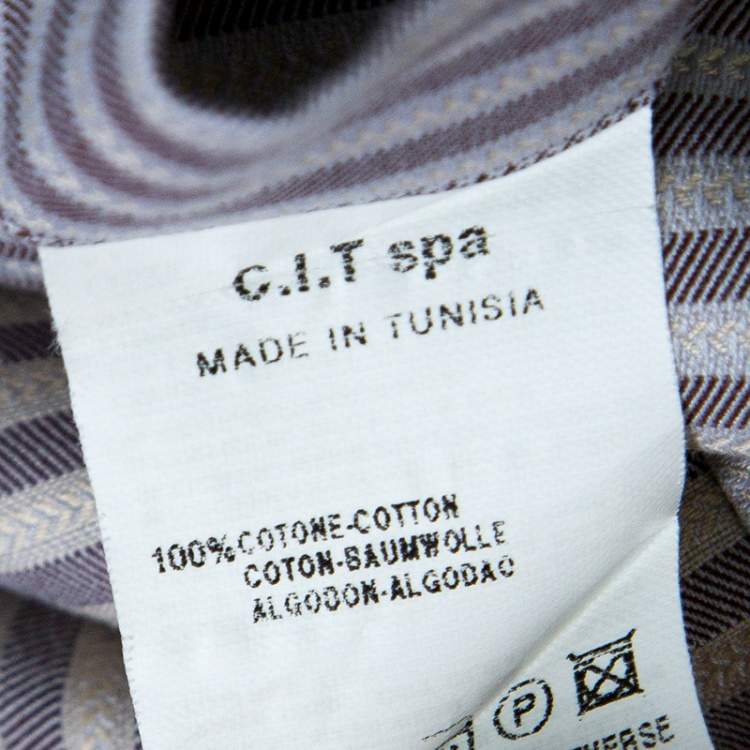 C.I.T spa
MADE IN TUNISIA
100%COTONE-COTTON
COTON-BAUMWOLLE
ALGODON-ALGODAO
P